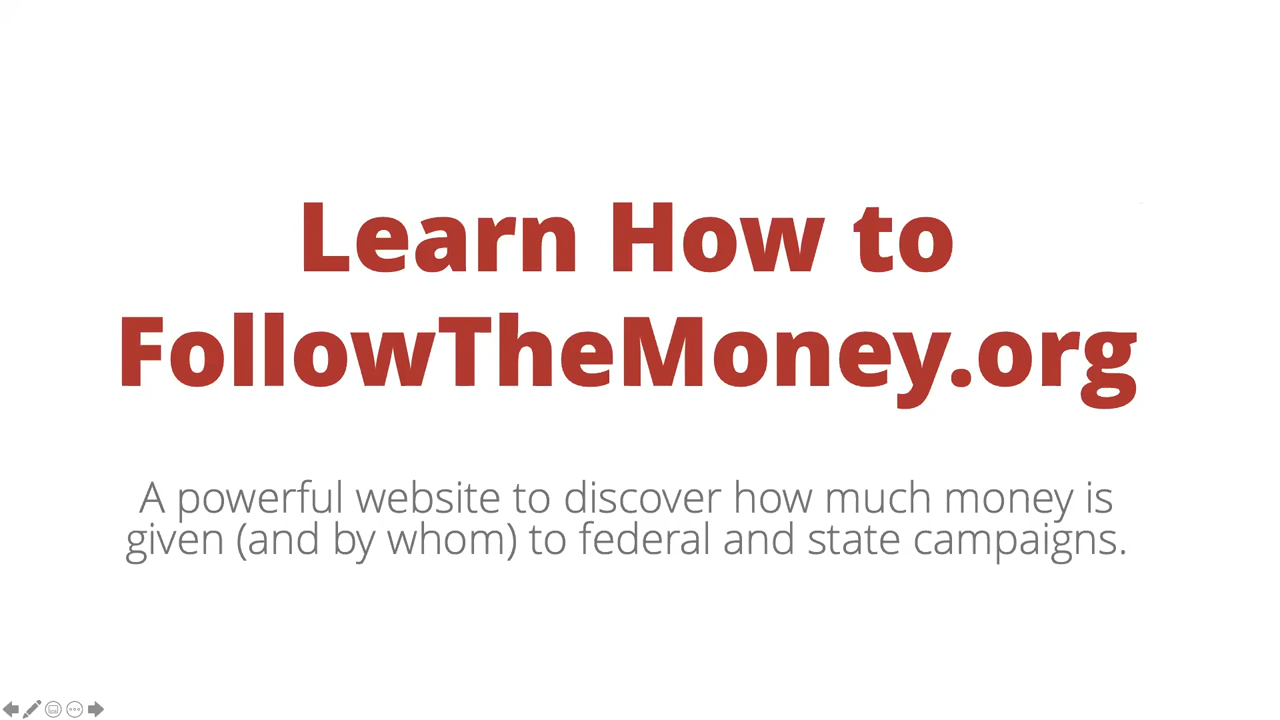 Learn How to
FollowTheMoney.org
A powerful website to discover how much money is
given (and by whom) to federal and state campaigns.